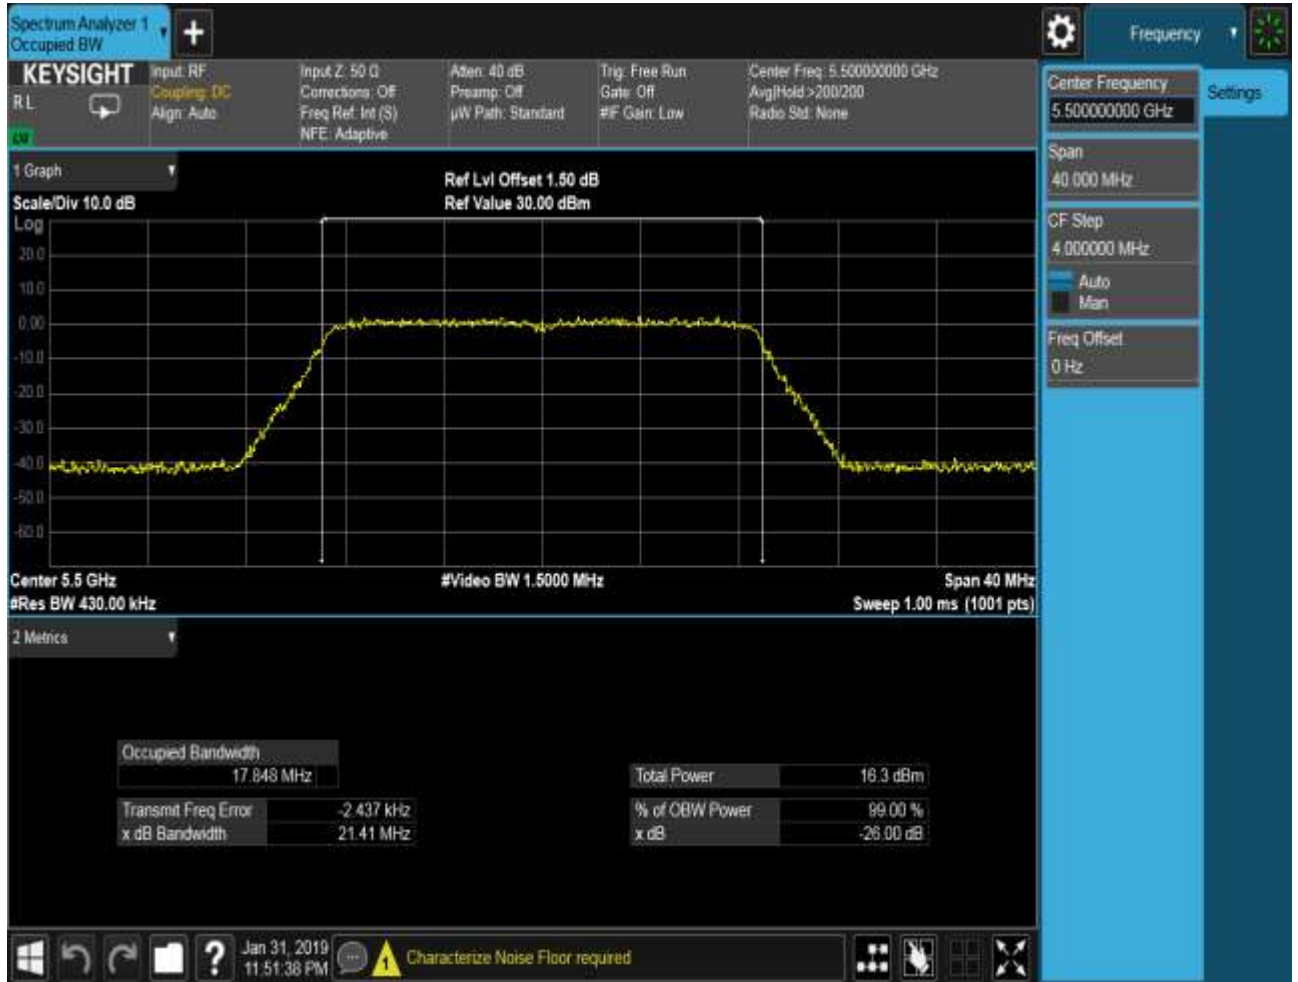 Spectrum Analyzer 1
Occupied BW
Frequency
KEYSIGHT
R L
Input: RF
Coupling: DC
Align: Auto
Input Z: 50 Ω
Corrections: Off
Freq Ref: Int (S)
NFE: Adaptive
Atten: 40 dB
Preamp: Off
µW Path: Standard
Trig: Free Run
Gate: Off
#IF Gain: Low
Center Freq: 5.500000000 GHz
Avg|Hold:>200/200
Radio Std: None
Center Frequency
5.500000000 GHz
Settings
Span
40.000 MHz
CF Step
4.000000 MHz
Auto
Man
Freq Offset
0 Hz
1 Graph
Scale/Div 10.0 dB
Ref Lvl Offset 1.50 dB
Ref Value 30.00 dBm
Log
20.0
10.0
0.00
-10.0
-20.0
-30.0
-40.0
-50.0
-60.0
Center 5.5 GHz
#Video BW 1.5000 MHz
Span 40 MHz
#Res BW 430.00 kHz
Sweep 1.00 ms (1001 pts)
2 Metrics
Occupied Bandwidth
17.848 MHz
Total Power 16.3 dBm
Transmit Freq Error -2.437 kHz
% of OBW Power 99.00 %
x dB Bandwidth 21.41 MHz
x dB -26.00 dB
Jan 31, 2019
11:51:38 PM
1
Characterize Noise Floor required